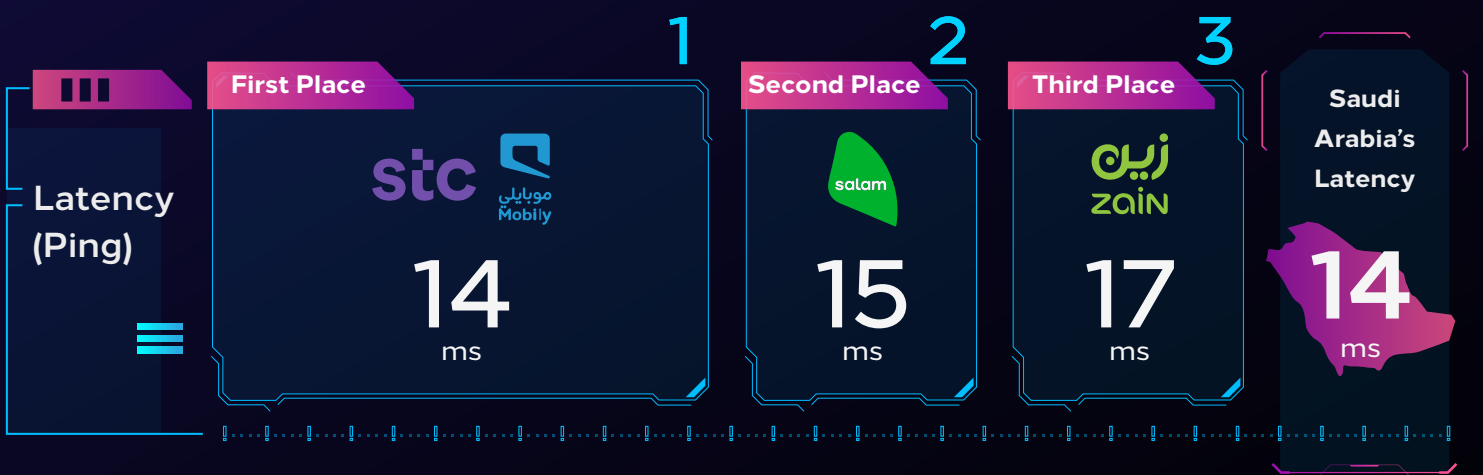 1
2
3
First Place
Second Place
Third Place
Saudi
Arabia’s
Latency
Latency
(Ping)
stc
موبايلي
Mobily
salam
زين
zain
14
ms
15
ms
17
ms
14
ms